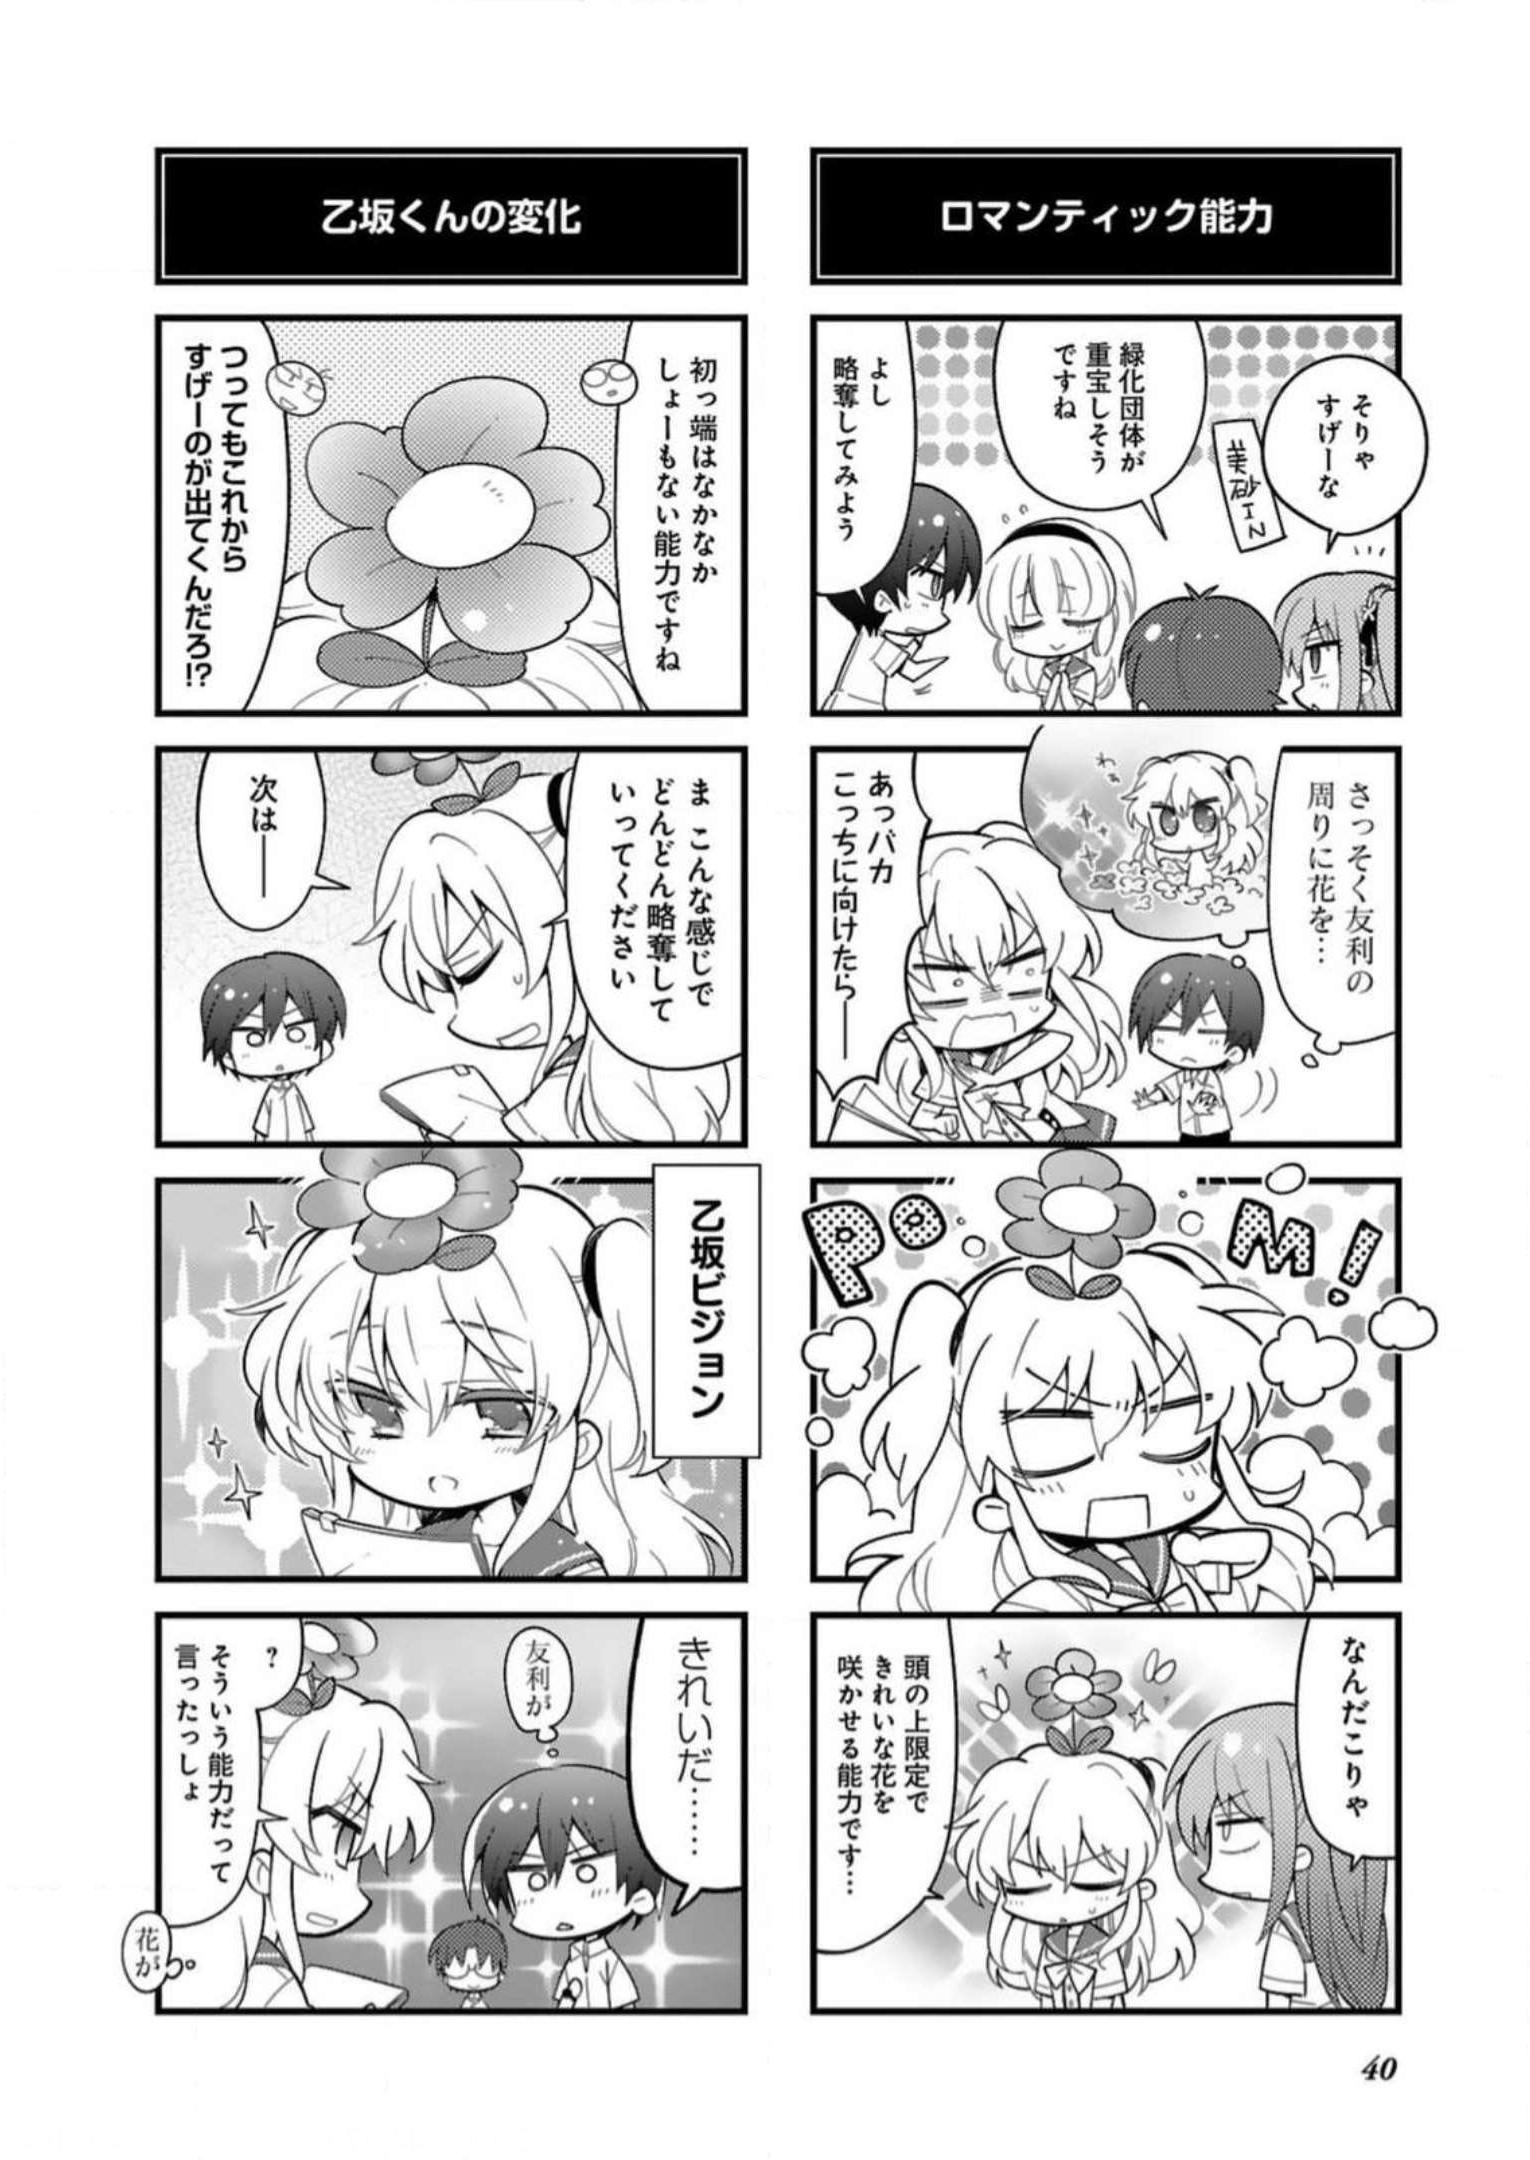 ロマンティック能力
そりゃ
すげーな
美砂IN
緑化団体が
重宝しそう
ですね
よし
略奪してみよう
さっそく友利の
周りに花を…
わぁ
あっバカ
こっちに向けたら――
POM!
なんだこりゃ
頭の上限定で
きれいな花を
咲かせる能力です…
乙坂くんの変化
初っ端はなかなか
しょーもない能力ですね
つってもこれから
すげーのが出てくんだろ!?
ま こんな感じで
どんどん略奪して
いってください
次は――
乙坂ビジョン
きれいだ……
友利が
?
そういう能力だって
言ったっしょ
花が
40